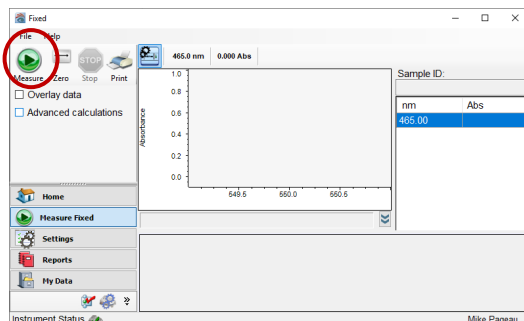 Fixed
File Help
Measure Zero Stop Print
STOP
465.0 nm 0.000 Abs
Overlay data
Advanced calculations
Absorbance
1.0
0.8
0.6
0.4
0.2
0.0
549.5 550.0 550.5
Sample ID:
nm Abs
465.00
Home
Measure Fixed
Settings
Reports
My Data
Instrument Status
Mike Pageau